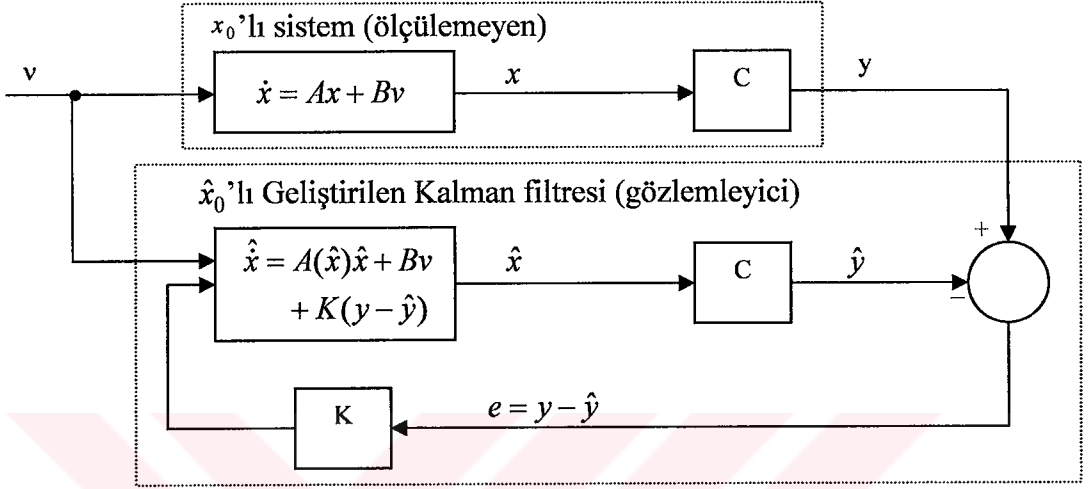 x₀'lı sistem (ölçülemeyen)
ν
ẋ = Ax + Bv
x
C
y
x̂₀'lı Geliştirilen Kalman filtresi (gözlemleyici)
+
x̂̇ = A(x̂)x̂ + Bv
+ K(y − ŷ)
x̂
C
ŷ
−
K
e = y − ŷ